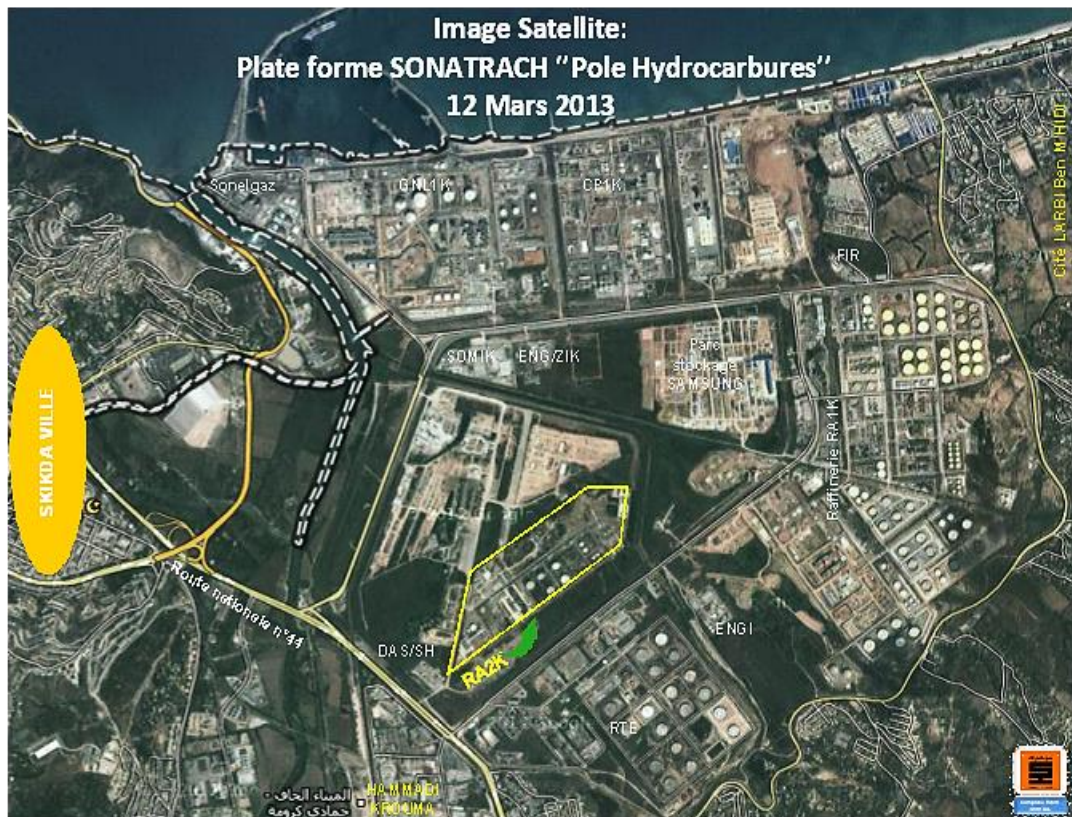 Image Satellite:
Plate forme SONATRACH "Pole Hydrocarbures"
12 Mars 2013
Sonelgaz
GNL1K
CP1K
Cité LARBI Ben M'HIDI
FIR
SOMIK
ENG/ZIK
Parc
stockage
SAMSUNG
SKIKDA VILLE
Raffinerie RA1K
Route nationale n°44
DAS/SH
RA2K
ENGI
RTE
HAMMADI
KROUMA
الميناء الجاف -
حمادي كرومة